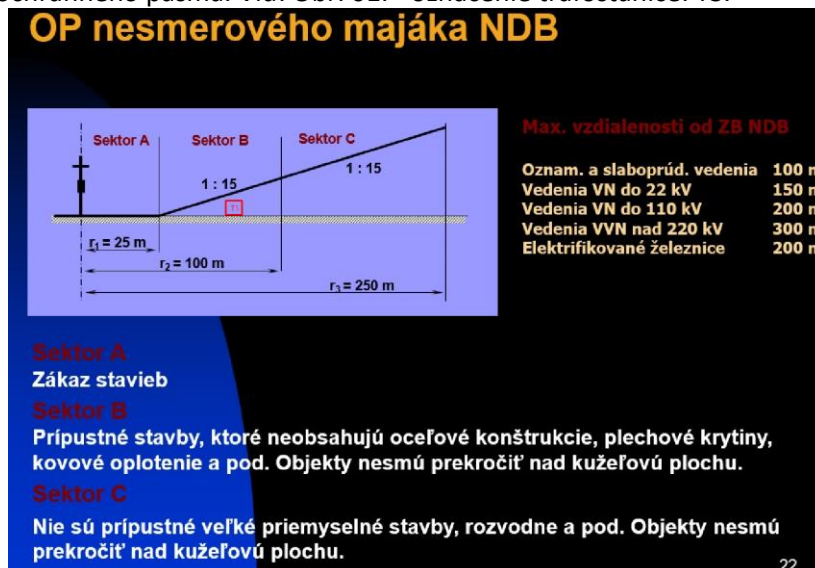 OP nesmerového majáka NDB
Sektor A
Sektor B
Sektor C
1 : 15
1 : 15
r₁ = 25 m
r₂ = 100 m
r₃ = 250 m
Max. vzdialenosti od ZB NDB
Oznam. a slaboprúd. vedenia 100
Vedenia VN do 22 kV 150
Vedenia VN do 110 kV 200
Vedenia VVN nad 220 kV 300
Elektrifikované železnice 200
Sektor A
Zákaz stavieb
Sektor B
Prípustné stavby, ktoré neobsahujú oceľové konštrukcie, plechové krytiny,
kovové oplotenie a pod. Objekty nesmú prekročiť nad kužeľovú plochu.
Sektor C
Nie sú prípustné veľké priemyselné stavby, rozvodne a pod. Objekty nesmú
prekročiť nad kužeľovú plochu.
22